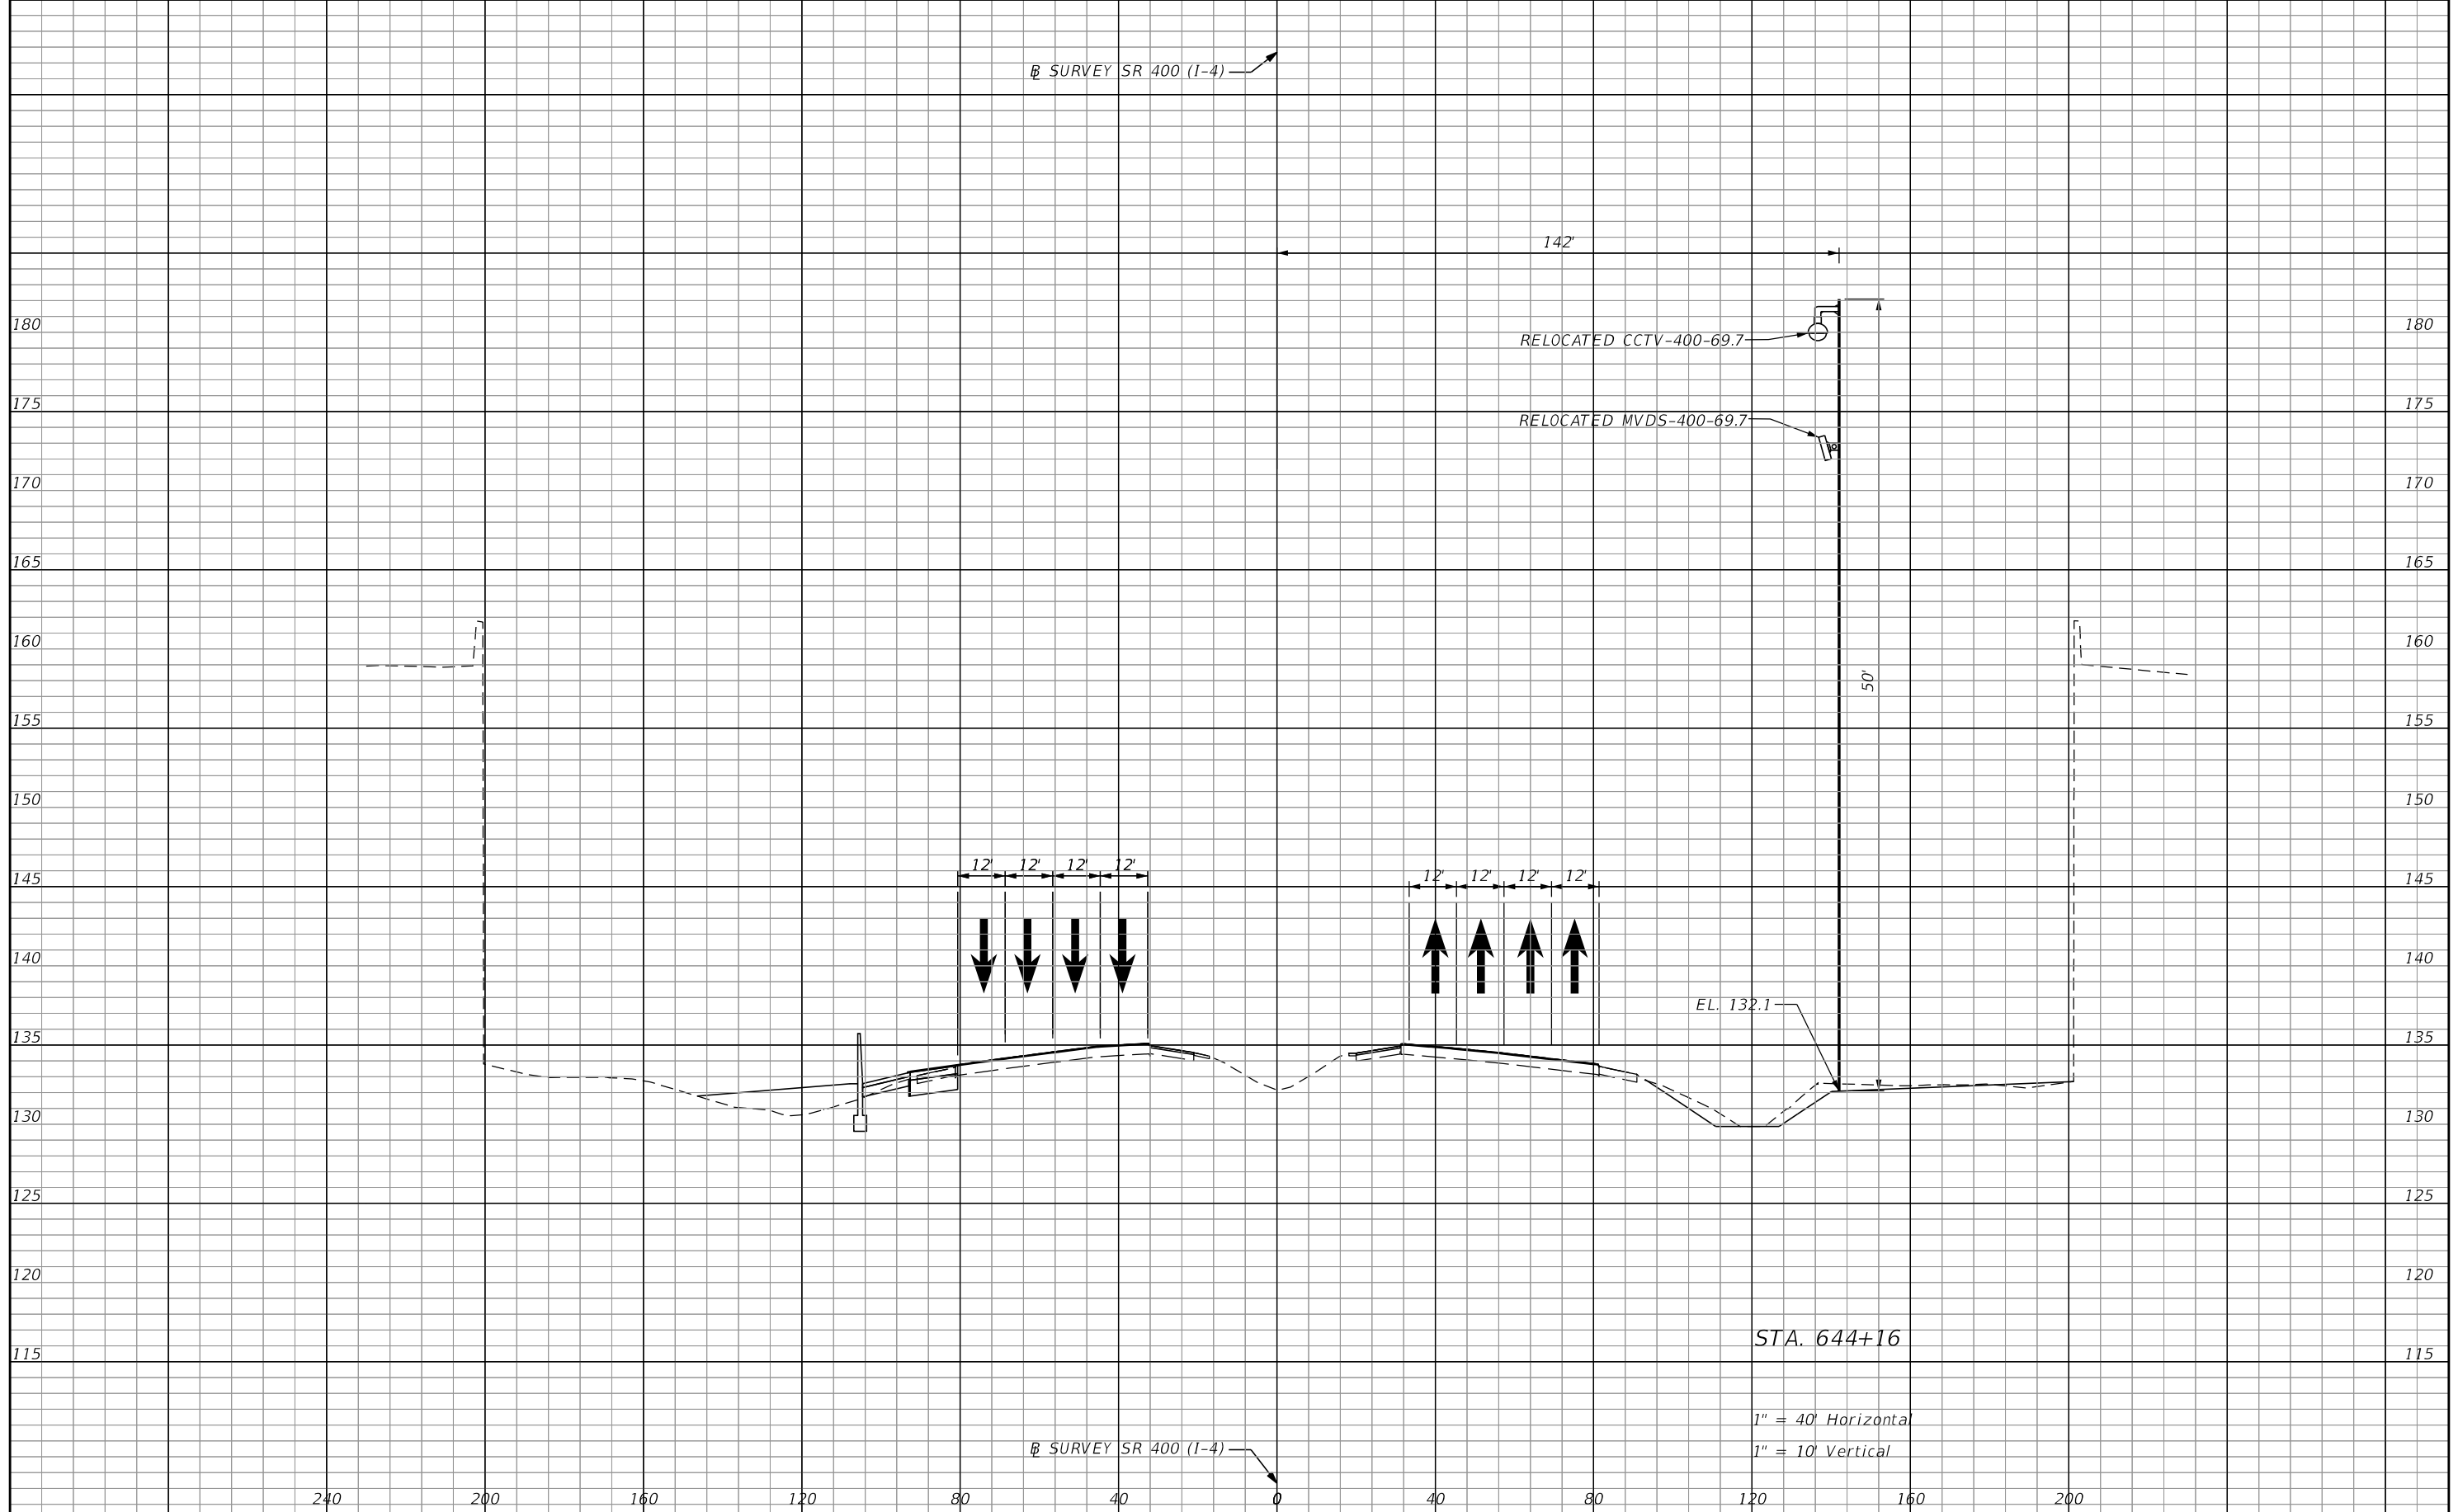 ℄ SURVEY SR 400 (I-4)
142'
180 180
RELOCATED CCTV-400-69.7
175 175
RELOCATED MVDS-400-69.7
170 170
165 165
160 160
50'
155 155
150 150
12' 12' 12' 12'
12' 12' 12' 12'
145 145
140 140
EL. 132.1
135 135
130 130
125 125
120 120
STA. 644+16
115 115
1" = 40' Horizontal
℄ SURVEY SR 400 (I-4)
1" = 10' Vertical
240 200 160 120 80 40 0 40 80 120 160 200